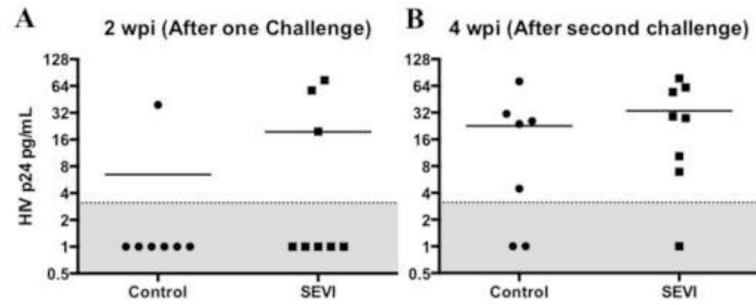 A
2 wpi (After one Challenge)
HIV p24 pg/mL
128
64
32
16
8
4
2
1
0.5
Control SEVI
B
4 wpi (After second challenge)
128
64
32
16
8
4
2
1
0.5
Control SEVI